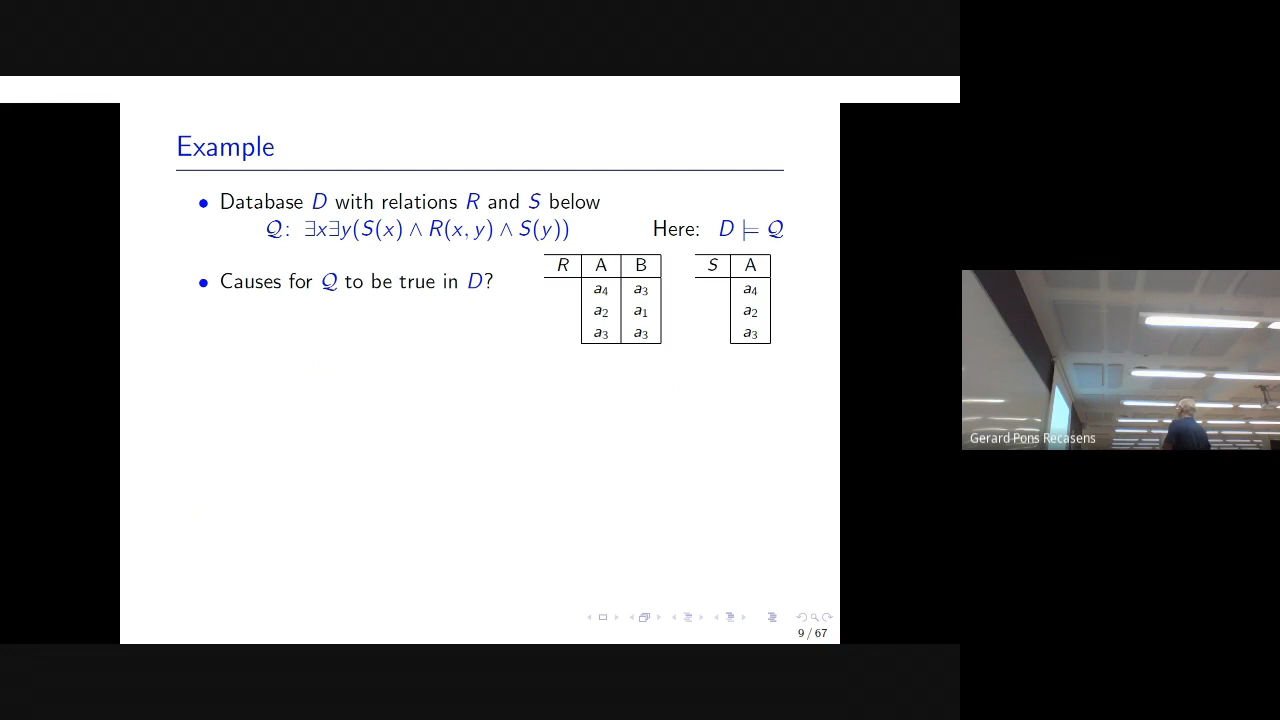 Example
• Database D with relations R and S below
Q: ∃x∃y(S(x) ∧ R(x, y) ∧ S(y)) Here: D ⊨ Q
• Causes for Q to be true in D?
R A B
a₄ a₃
a₂ a₁
a₃ a₃
S A
a₄
a₂
a₃
9 / 67
Gerard Pons Recasens